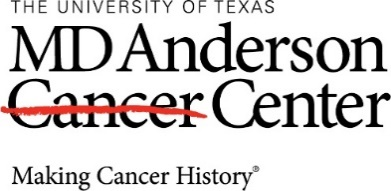 THE UNIVERSITY OF TEXAS
MD Anderson
Cancer Center
Making Cancer History®